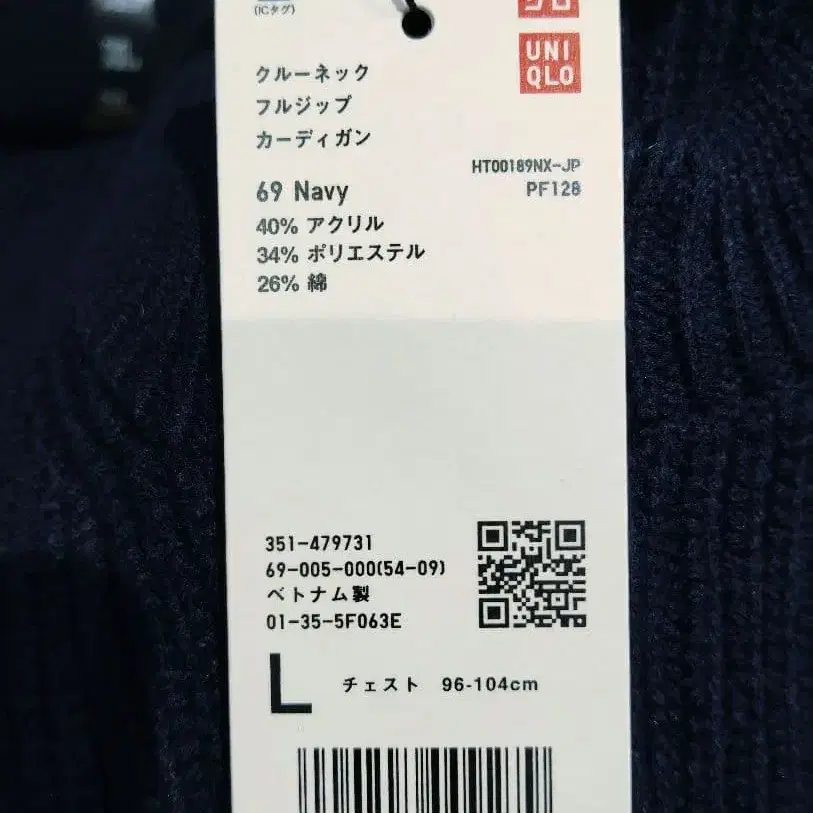 (ICタグ)
UNI
QLO
クルーネック
フルジップ
カーディガン
HT00189NX-JP
PF128
69 Navy
40% アクリル
34% ポリエステル
26% 綿
351-479731
69-005-000(54-09)
ベトナム製
01-35-5F063E
L チェスト 96-104cm